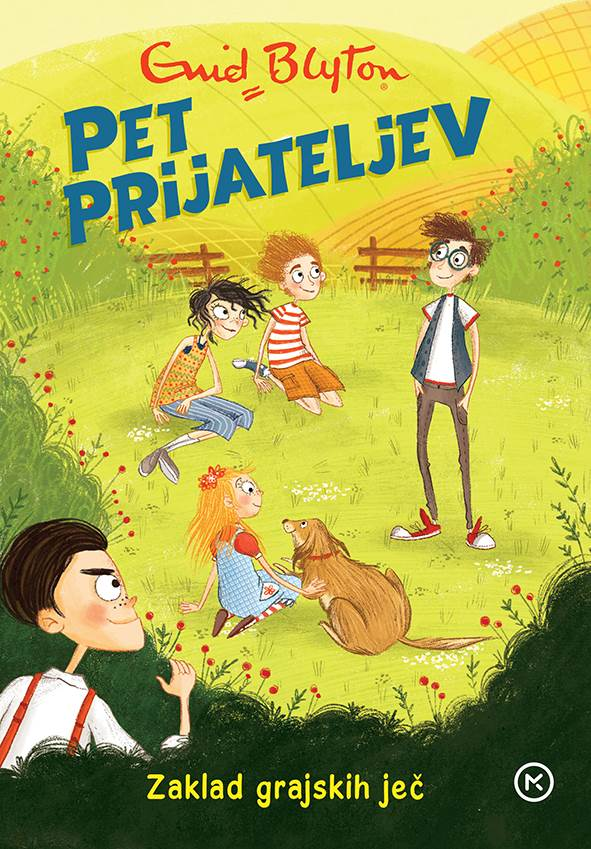 Enid Blyton®
PET
PRIJATELJEV
Zaklad grajskih ječ